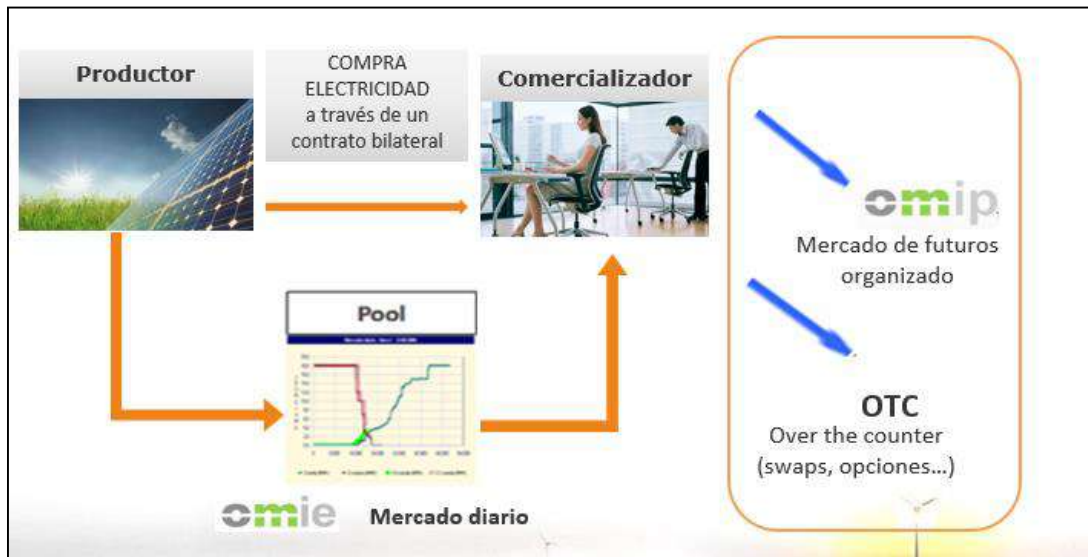 Productor
COMPRA
ELECTRICIDAD
a través de un
contrato bilateral
Comercializador
omip
Mercado de futuros
organizado
Pool
OTC
Over the counter
(swaps, opciones...)
omie
Mercado diario